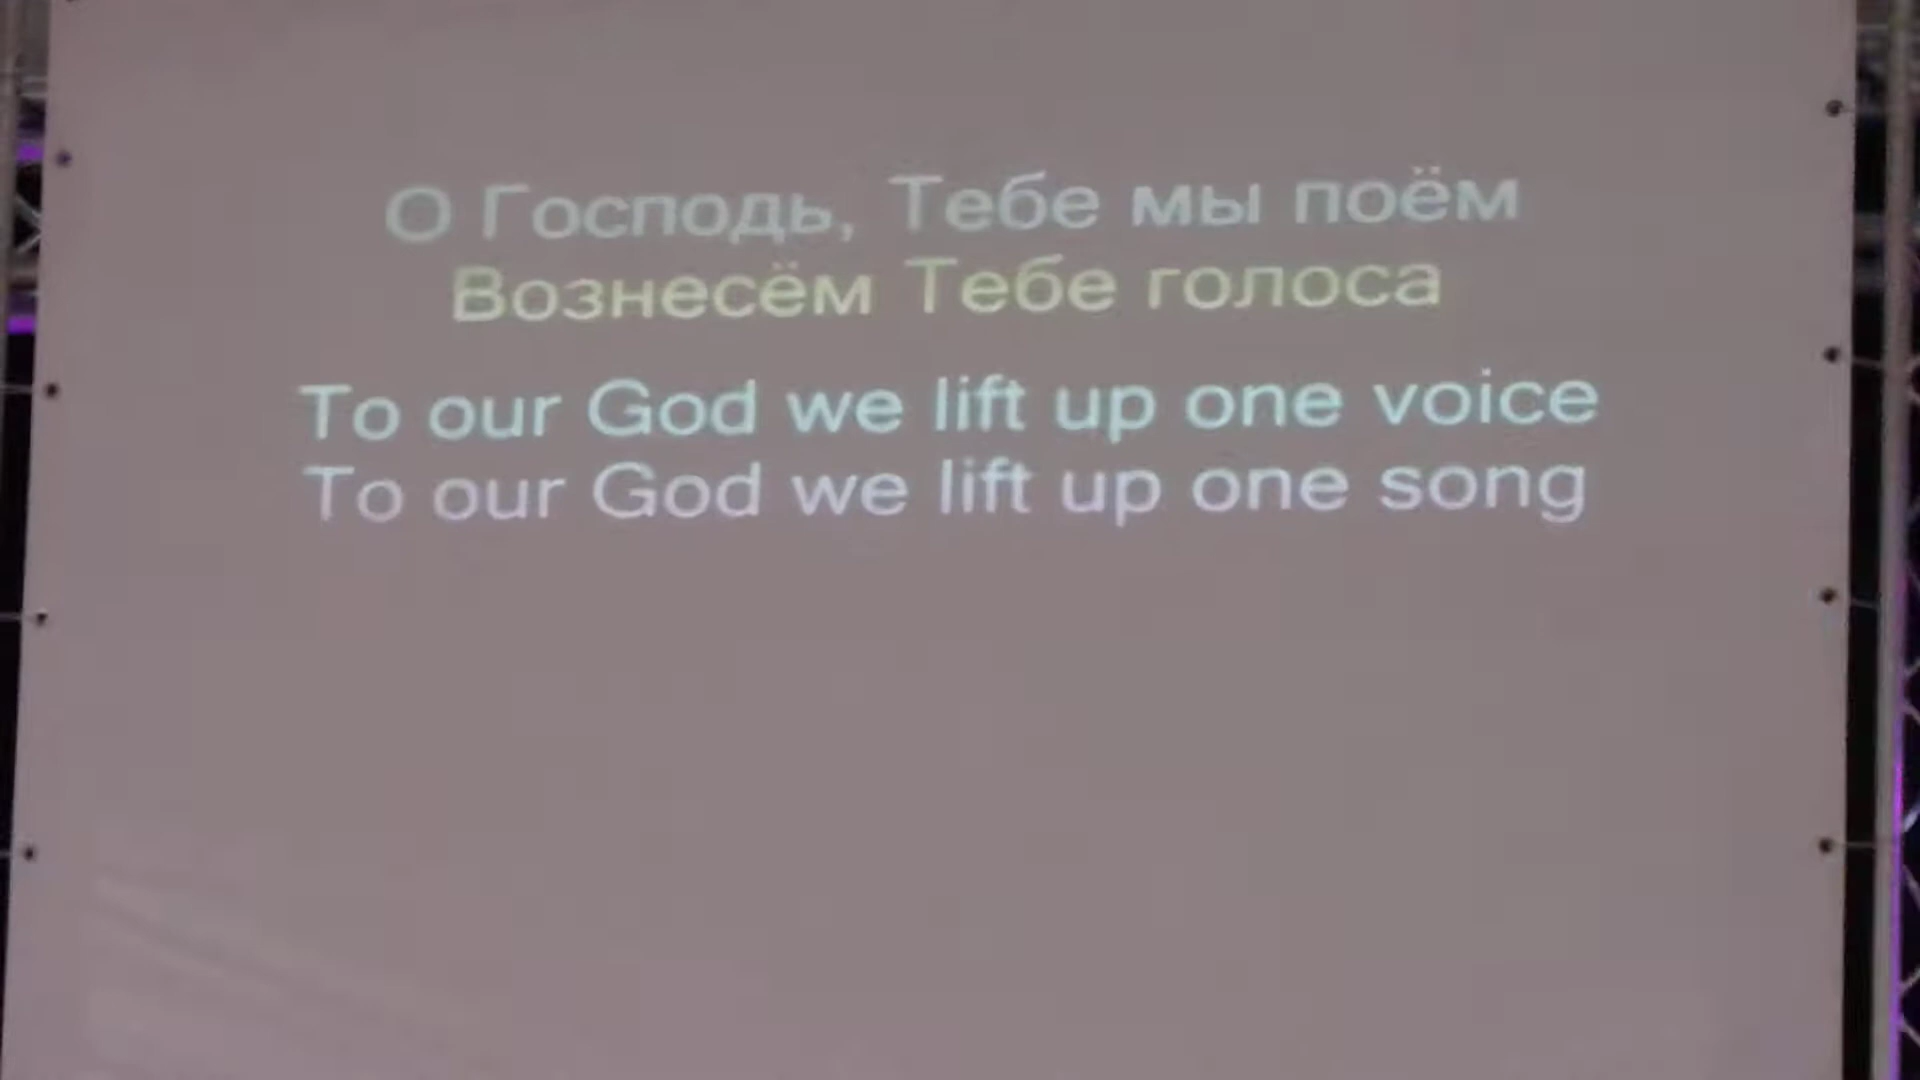 О Господь, Тебе мы поём
Вознесём Тебе голоса
To our God we lift up one voice
To our God we lift up one song